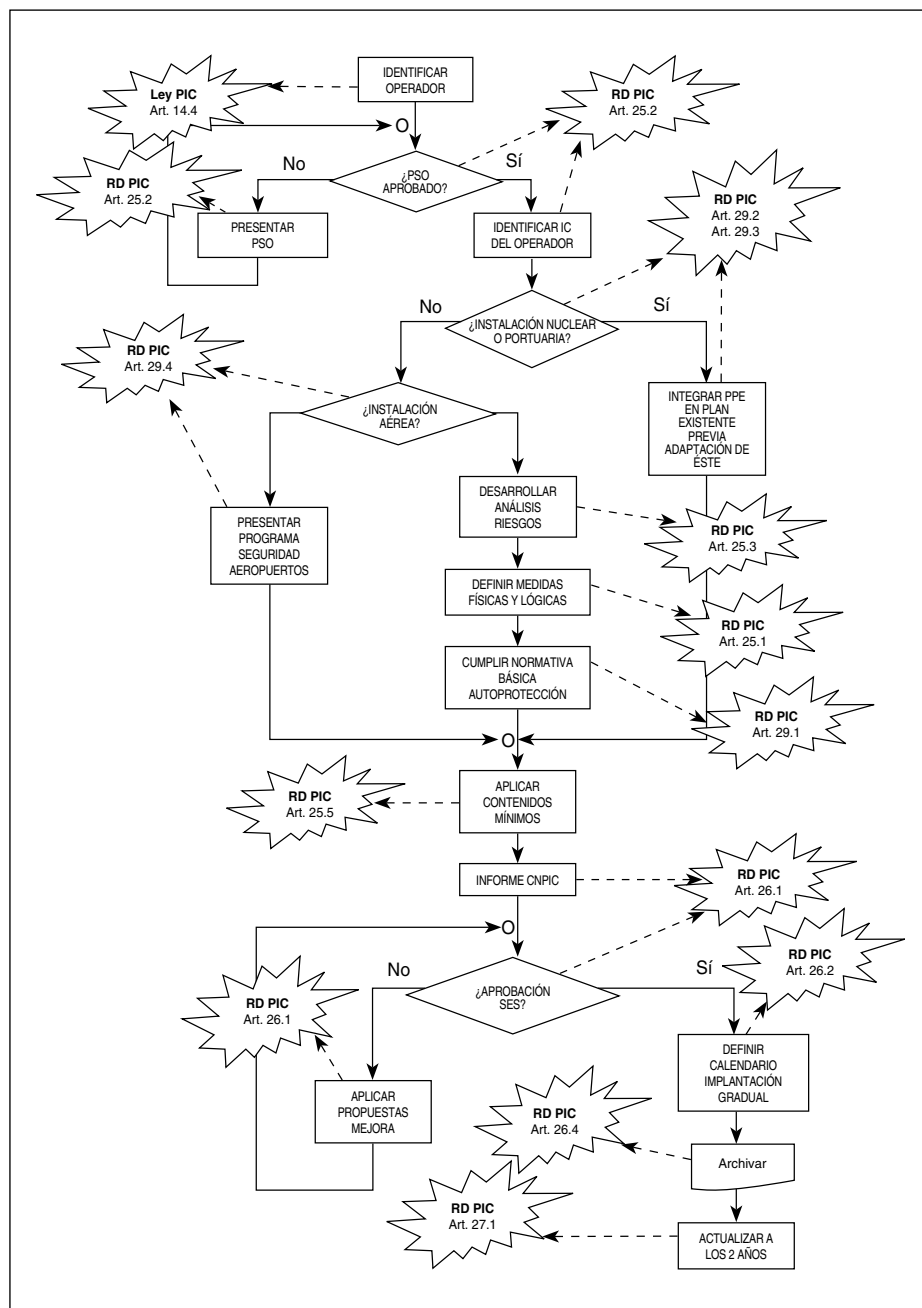 IDENTIFICAR
OPERADOR
Ley PIC
Art. 14.4
O
RD PIC
Art. 25.2
No
Sí
¿PSO
APROBADO?
RD PIC
Art. 25.2
PRESENTAR
PSO
IDENTIFICAR IC
DEL OPERADOR
RD PIC
Art. 29.2
Art. 29.3
No
Sí
¿INSTALACIÓN NUCLEAR
O PORTUARIA?
RD PIC
Art. 29.4
¿INSTALACIÓN
AÉREA?
INTEGRAR PPE
EN PLAN
EXISTENTE
PREVIA
ADAPTACIÓN DE
ÉSTE
DESARROLLAR
ANÁLISIS
RIESGOS
PRESENTAR
PROGRAMA
SEGURIDAD
AEROPUERTOS
RD PIC
Art. 25.3
DEFINIR MEDIDAS
FÍSICAS Y LÓGICAS
RD PIC
Art. 25.1
CUMPLIR NORMATIVA
BÁSICA
AUTOPROTECCIÓN
RD PIC
Art. 29.1
O
APLICAR
CONTENIDOS
MÍNIMOS
RD PIC
Art. 25.5
INFORME CNPIC
RD PIC
Art. 26.1
O
No
Sí
RD PIC
Art. 26.2
¿APROBACIÓN
SES?
RD PIC
Art. 26.1
DEFINIR
CALENDARIO
IMPLANTACIÓN
GRADUAL
APLICAR
PROPUESTAS
MEJORA
RD PIC
Art. 26.4
Archivar
RD PIC
Art. 27.1
ACTUALIZAR A
LOS 2 AÑOS